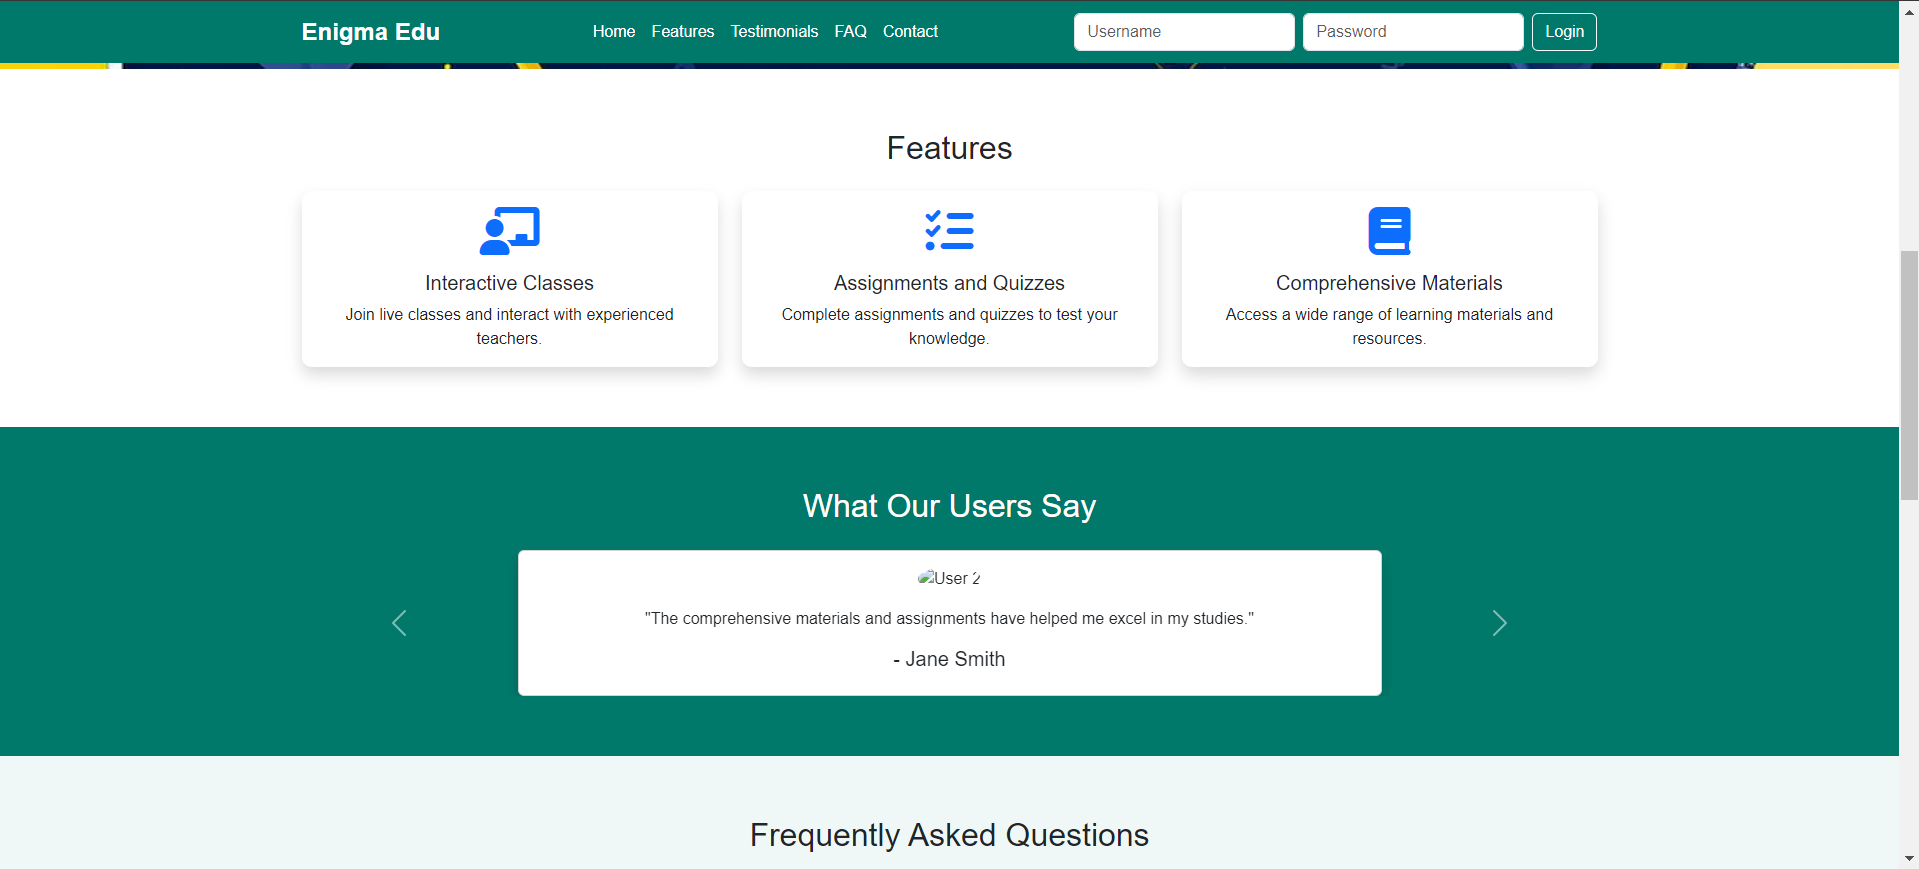 Enigma Edu
Home Features Testimonials FAQ Contact
Username Password Login
Features
Interactive Classes
Join live classes and interact with experienced
teachers.
Assignments and Quizzes
Complete assignments and quizzes to test your
knowledge.
Comprehensive Materials
Access a wide range of learning materials and
resources.
What Our Users Say
User 2
"The comprehensive materials and assignments have helped me excel in my studies."
- Jane Smith
Frequently Asked Questions